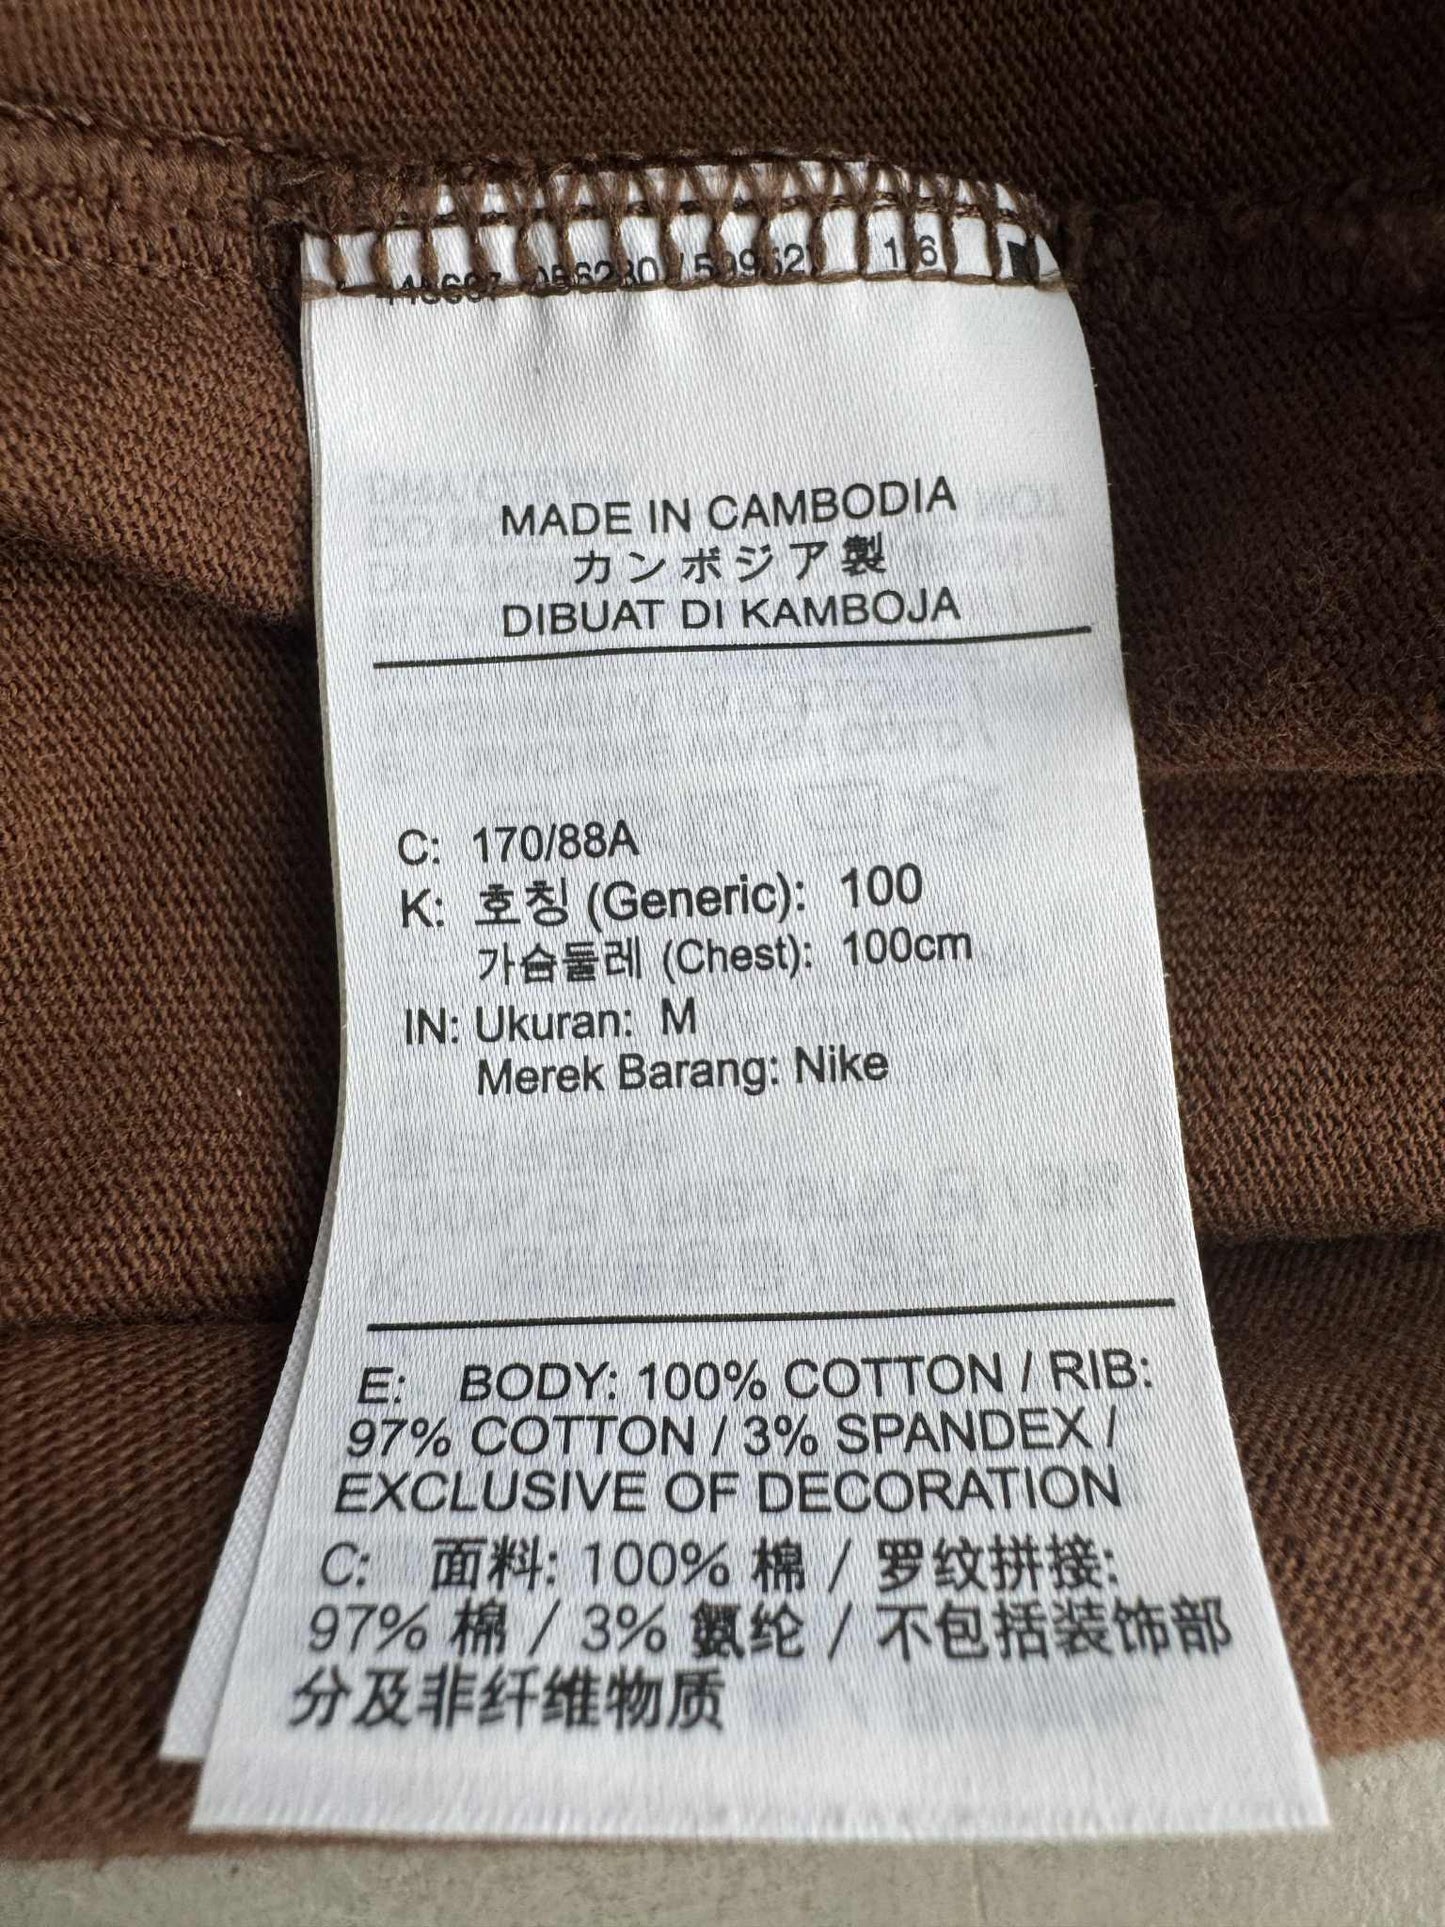 MADE IN CAMBODIA
カンボジア製
DIBUAT DI KAMBOJA
C: 170/88A
K: 호칭 (Generic): 100
가슴둘레 (Chest): 100cm
IN: Ukuran: M
Merek Barang: Nike
E: BODY: 100% COTTON / RIB:
97% COTTON / 3% SPANDEX /
EXCLUSIVE OF DECORATION
C: 面料: 100% 棉 / 罗纹拼接:
97% 棉 / 3% 氨纶 / 不包括装饰部
分及非纤维物质